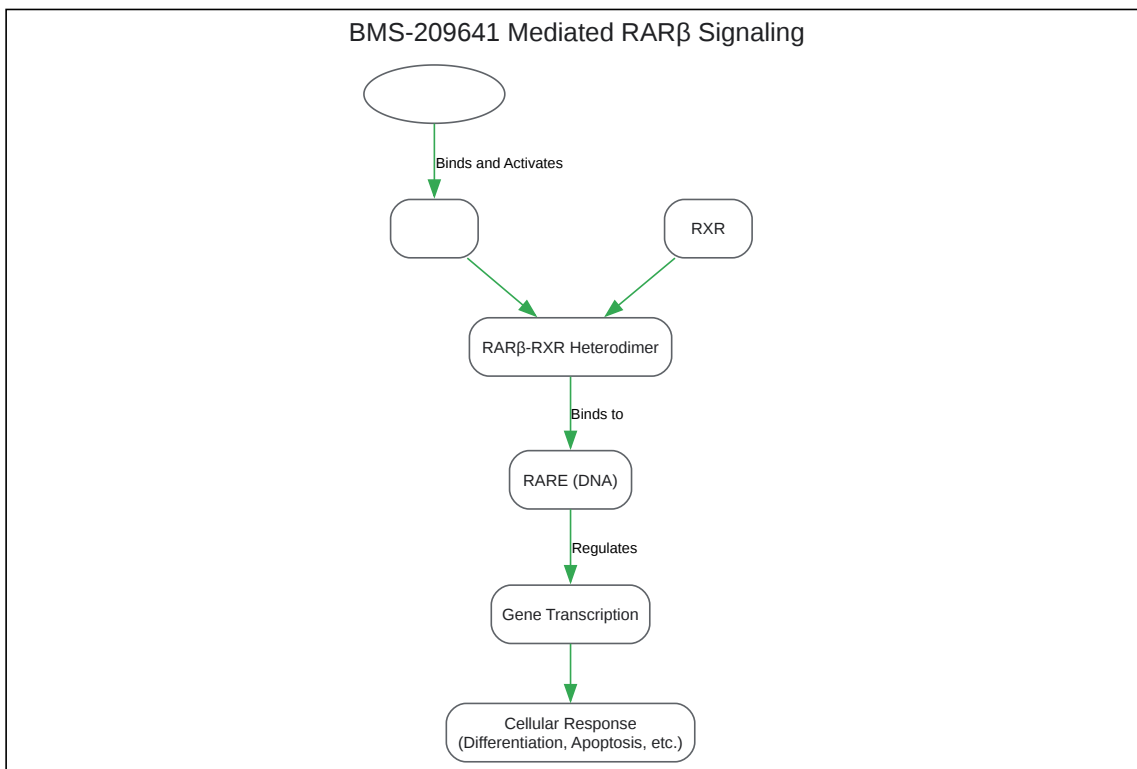 BMS-209641 Mediated RARβ Signaling
Binds and Activates
RXR
RARβ-RXR Heterodimer
Binds to
RARE (DNA)
Regulates
Gene Transcription
Cellular Response
(Differentiation, Apoptosis, etc.)